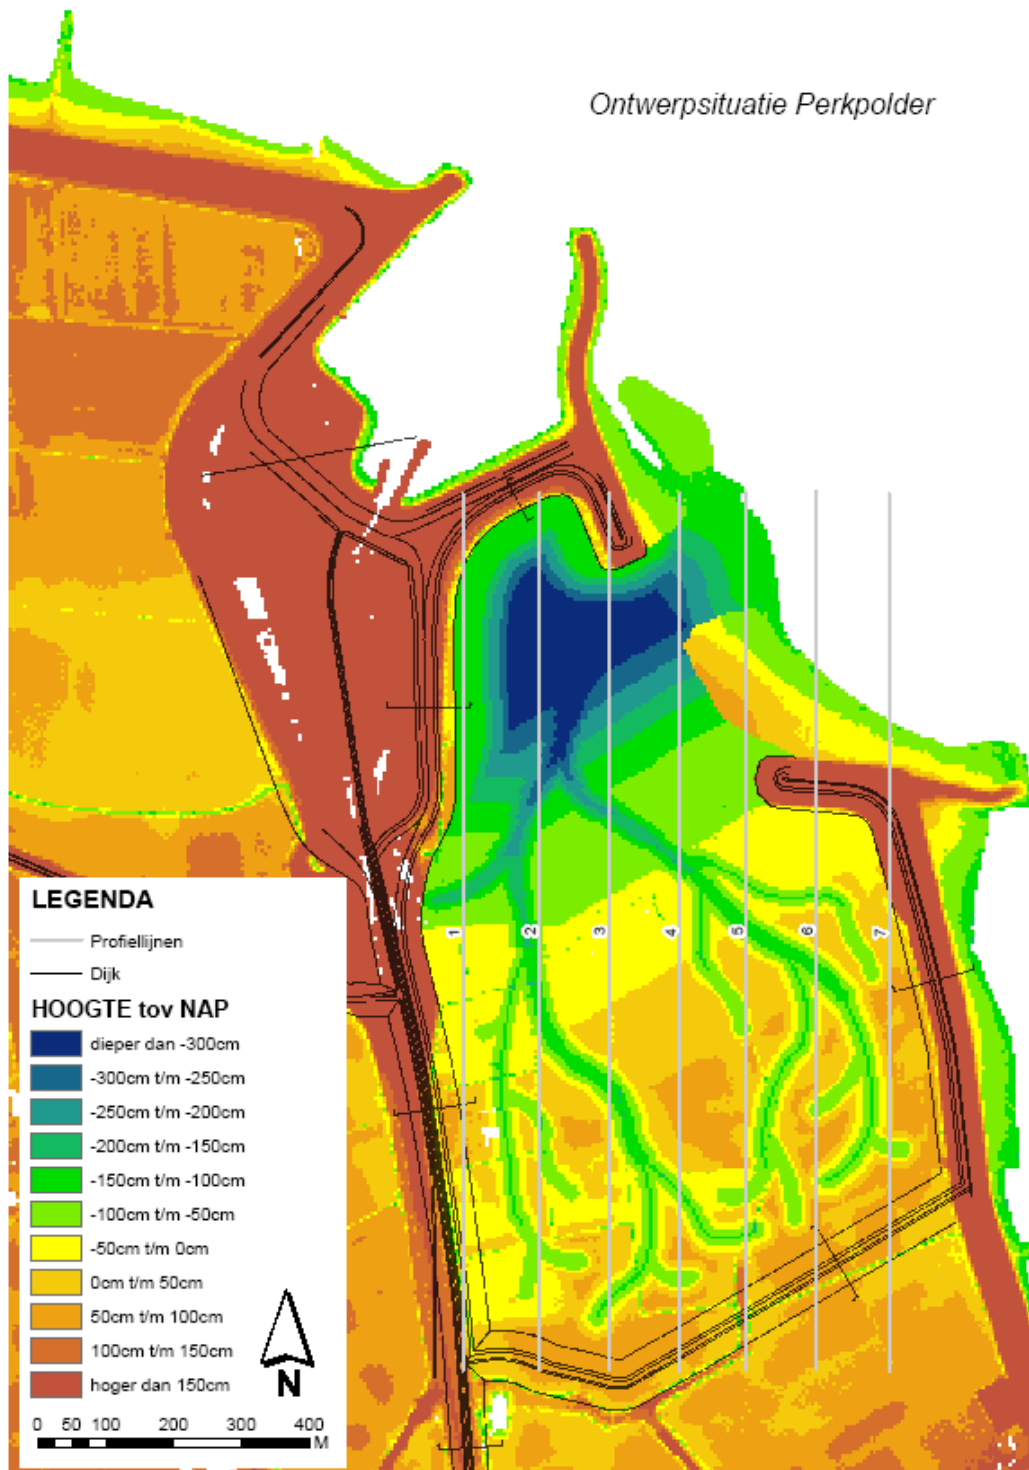 Ontwerpsituatie Perkpolder
1
2
3
4
5
6
7
LEGENDA
Profiellijnen
Dijk
HOOGTE tov NAP
dieper dan -300cm
-300cm t/m -250cm
-250cm t/m -200cm
-200cm t/m -150cm
-150cm t/m -100cm
-100cm t/m -50cm
-50cm t/m 0cm
0cm t/m 50cm
50cm t/m 100cm
100cm t/m 150cm
hoger dan 150cm
N
0 50 100 200 300 400
M